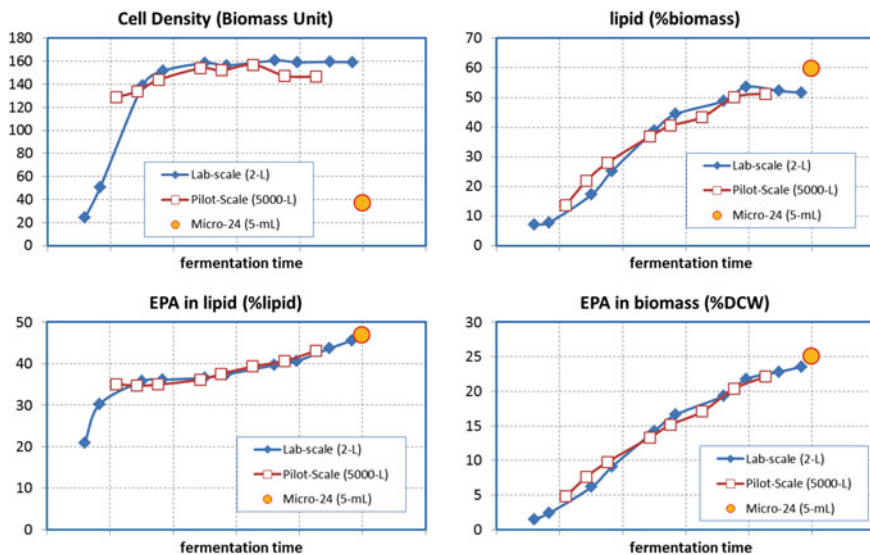 Cell Density (Biomass Unit)
180
160
140
120
100
80
60
40
20
0
Lab-scale (2-L)
Pilot-Scale (5000-L)
Micro-24 (5-mL)
fermentation time
lipid (%biomass)
70
60
50
40
30
20
10
0
Lab-scale (2-L)
Pilot-Scale (5000-L)
Micro-24 (5-mL)
fermentation time
EPA in lipid (%lipid)
50
40
30
20
10
0
Lab-scale (2-L)
Pilot-Scale (5000-L)
Micro-24 (5-mL)
fermentation time
EPA in biomass (%DCW)
30
25
20
15
10
5
0
Lab-scale (2-L)
Pilot-Scale (5000-L)
Micro-24 (5-mL)
fermentation time